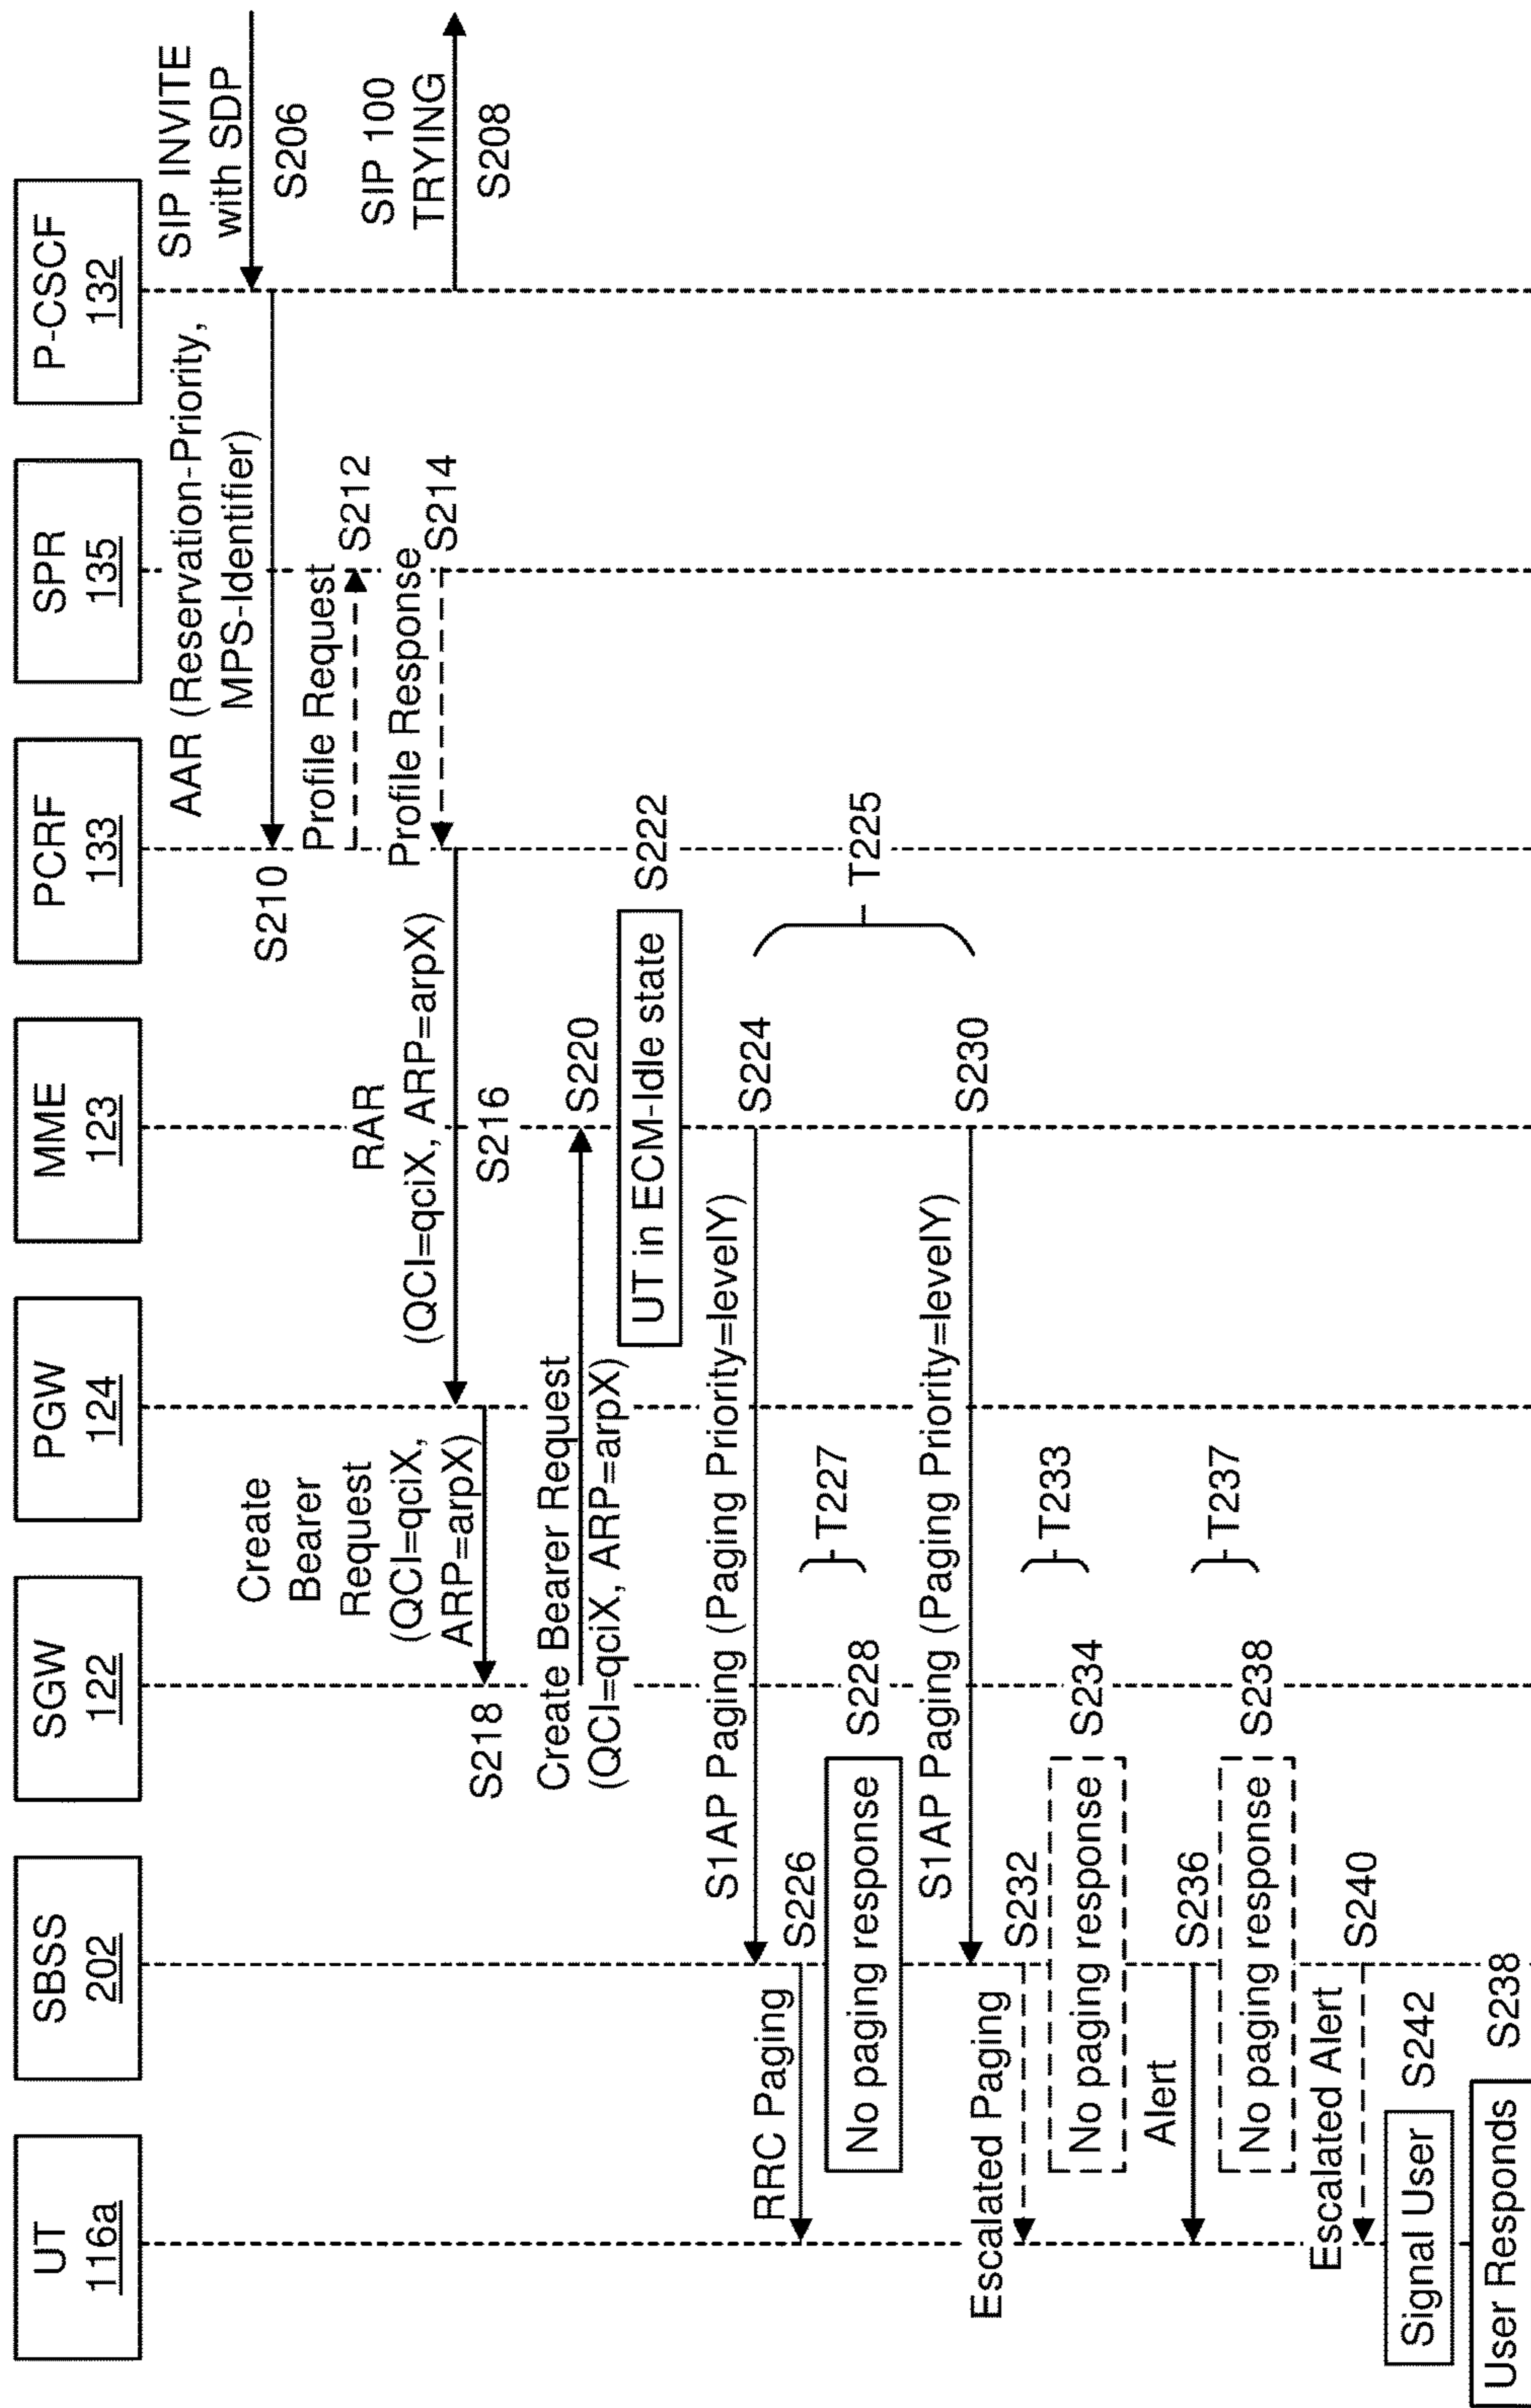 UT
116a
SBSS
202
SGW
122
PGW
124
MME
123
PCRF
133
SPR
135
P-CSCF
132
SIP INVITE
with SDP
S206
AAR (Reservation-Priority,
MPS-Identifier)
S210
Profile Request
S212
SIP 100
TRYING
S208
Profile Response
S214
RAR
(QCI=qciX, ARP=arpX)
S216
Create
Bearer
Request
(QCI=qciX,
ARP=arpX)
S218
Create Bearer Request
(QCI=qciX, ARP=arpX)
S220
UT in ECM-Idle state
S222
S1AP Paging (Paging Priority=levelY)
S224
T225
RRC Paging
S226
T227
No paging response
S228
S1AP Paging (Paging Priority=levelY)
S230
Escalated Paging
S232
T233
No paging response
S234
Alert
S236
T237
No paging response
S238
Escalated Alert
S240
Signal User
S242
User Responds
S238